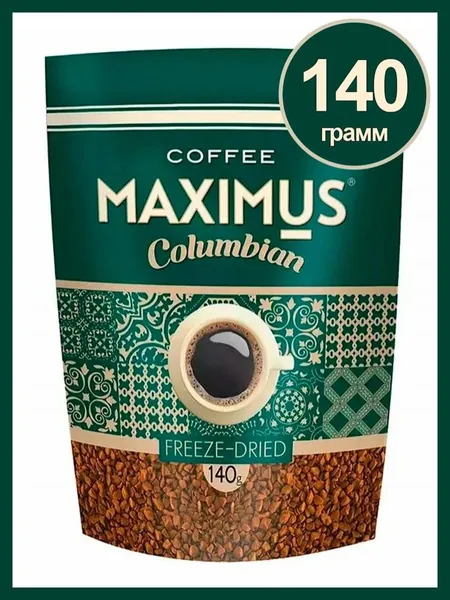 140
грамм
COFFEE
MAXIMUS®
Columbian
FREEZE-DRIED
140g